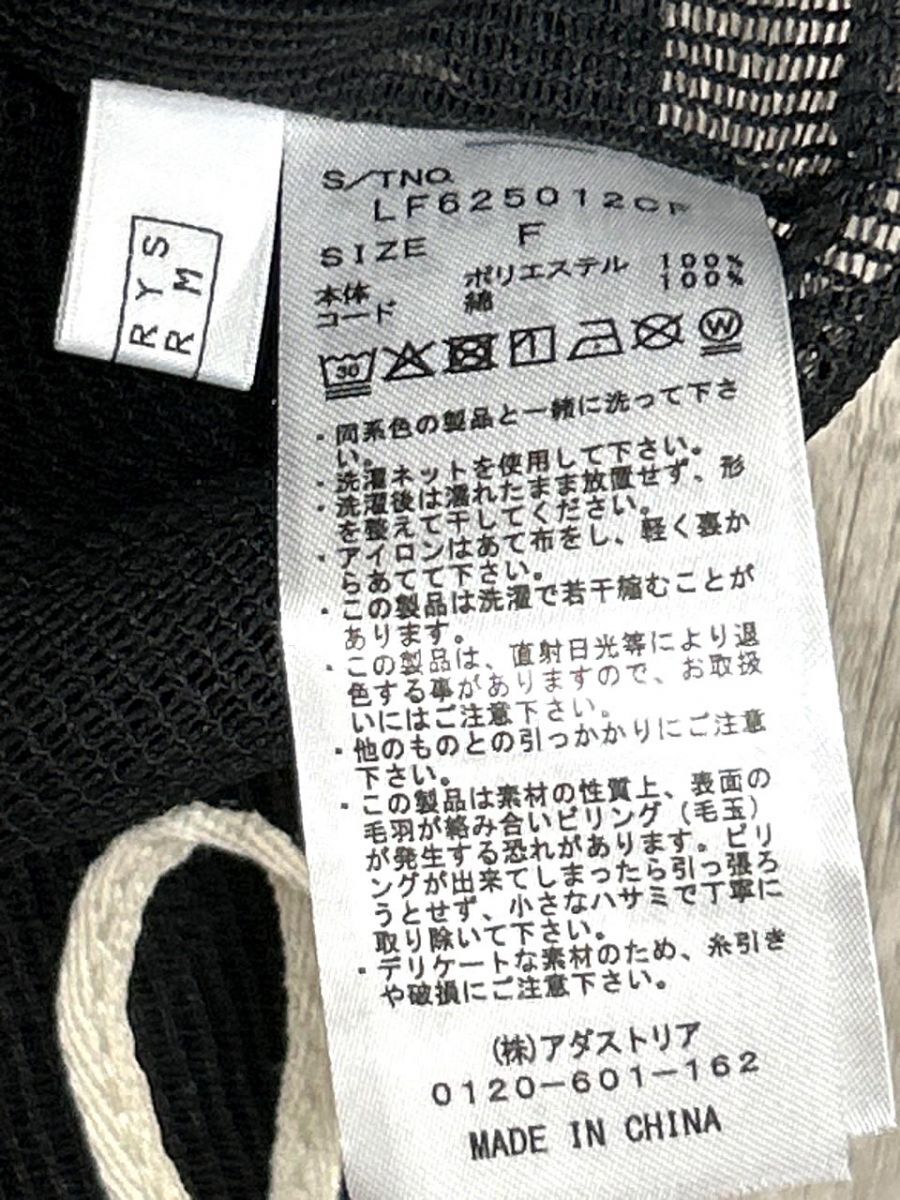 RYS
RM
S/TNO.
LF625012CF
SIZE F
本体 ポリエステル 100%
コード 綿 100%
30 1 W
・同系色の製品と一緒に洗って下さ
い。
・洗濯ネットを使用して下さい。
・洗濯後は濡れたまま放置せず、形
を整えて干してください。
・アイロンはあて布をし、軽く裏か
らあてて下さい。
・この製品は洗濯で若干縮むことが
あります。
・この製品は、直射日光等により退
色する事がありますので、お取扱
いにはご注意下さい。
・他のものとの引っかかりにご注意
下さい。
・この製品は素材の性質上、表面の
毛羽が絡み合いピリング(毛玉)
が発生する恐れがあります。ピリ
ングが出来てしまったら引っ張ろ
うとせず、小さなハサミで丁寧に
取り除いて下さい。
・デリケートな素材のため、糸引き
や破損にご注意下さい。
(株)アダストリア
0120-601-162
MADE IN CHINA